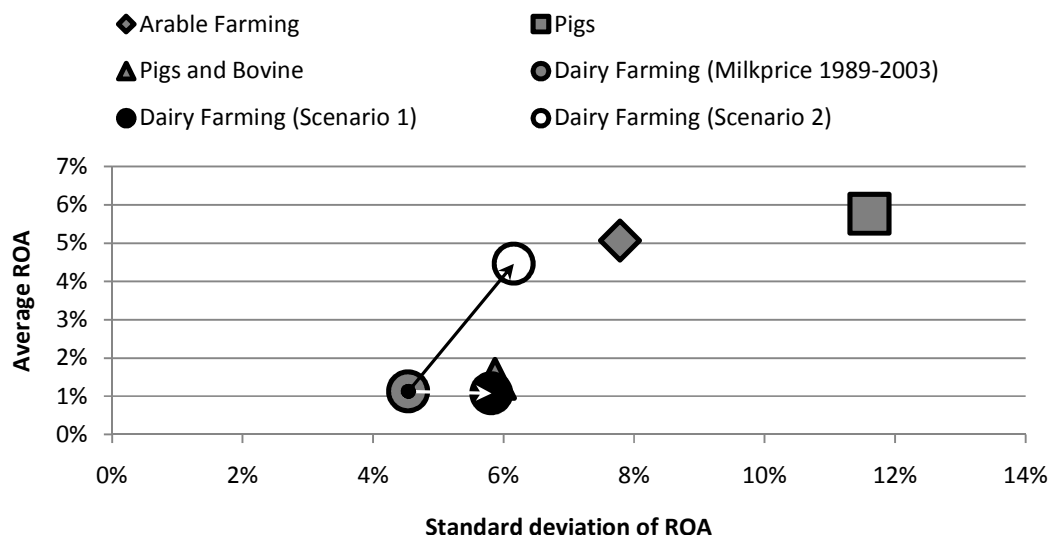 Arable Farming
Pigs
Pigs and Bovine
Dairy Farming (Milkprice 1989-2003)
Dairy Farming (Scenario 1)
Dairy Farming (Scenario 2)
7%
6%
5%
4%
3%
2%
1%
0%
Average ROA
0% 2% 4% 6% 8% 10% 12% 14%
Standard deviation of ROA